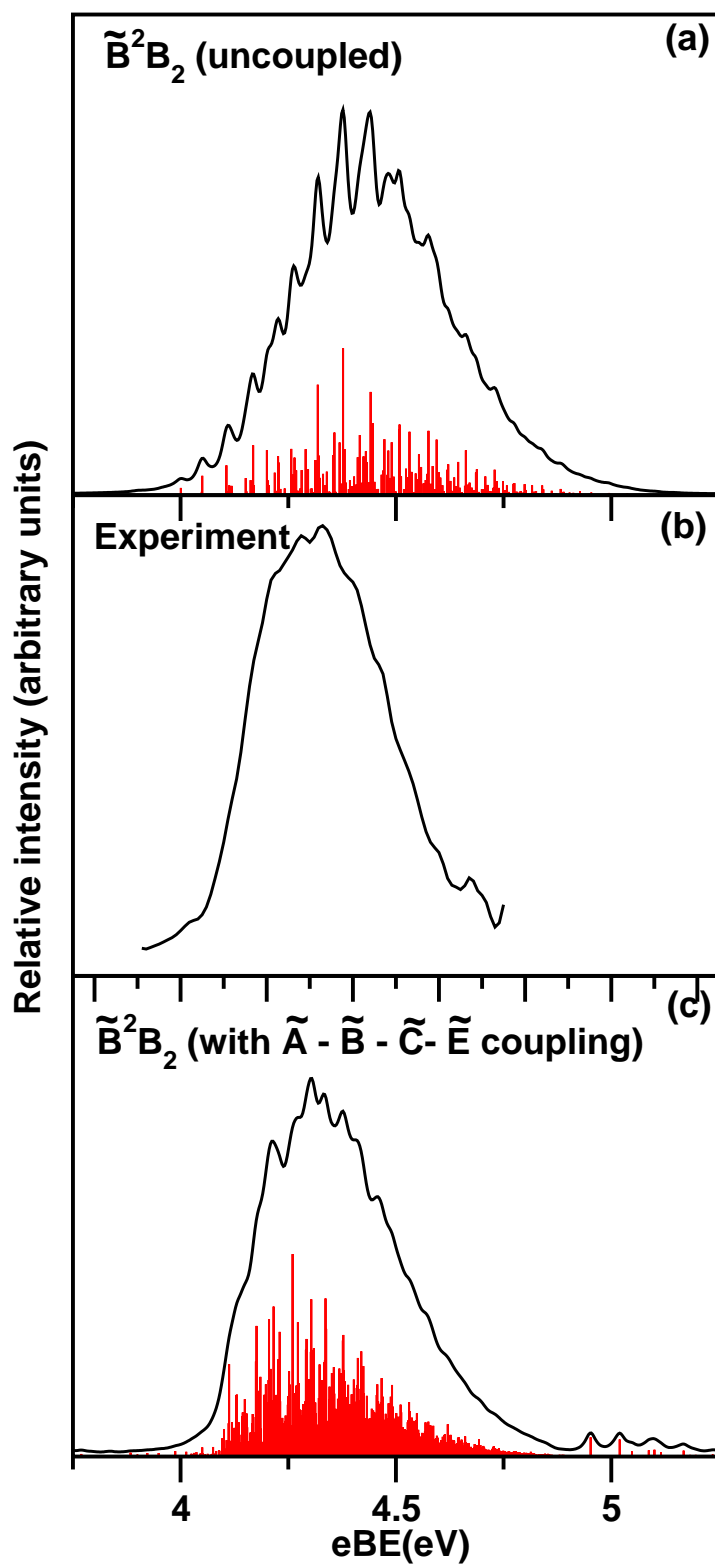 B̃²B₂ (uncoupled)
(a)
Experiment
(b)
B̃²B₂ (with Ã - B̃ - C̃- Ẽ coupling)
(c)
Relative intensity (arbitrary units)
4
4.5
5
eBE(eV)